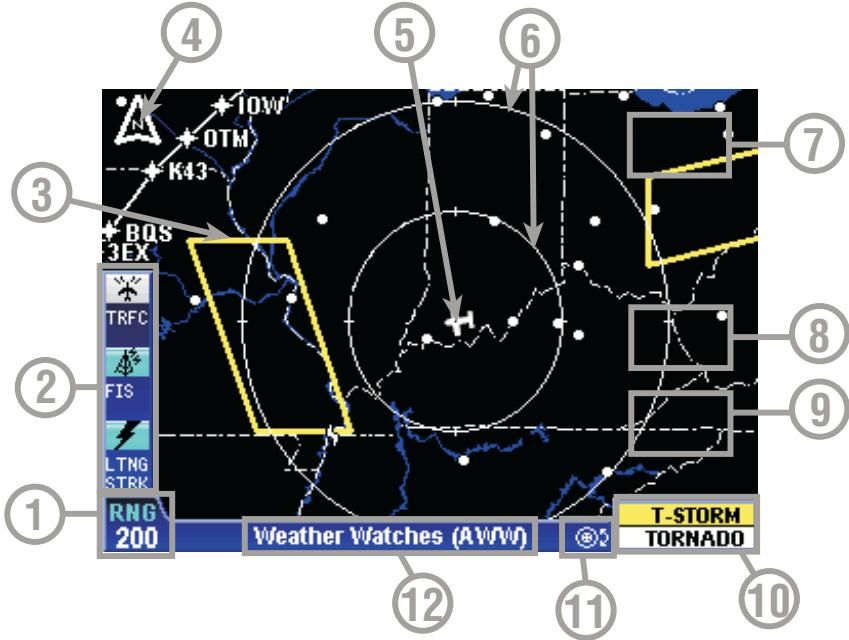 4
5
6
IOW
N
OTM
7
K43
3
BQS
3EX
TRFC
8
2
FIS
9
LTNG
STRK
1
RNG
200
Weather Watches (AWW)
T-STORM
TORNADO
12
11
10